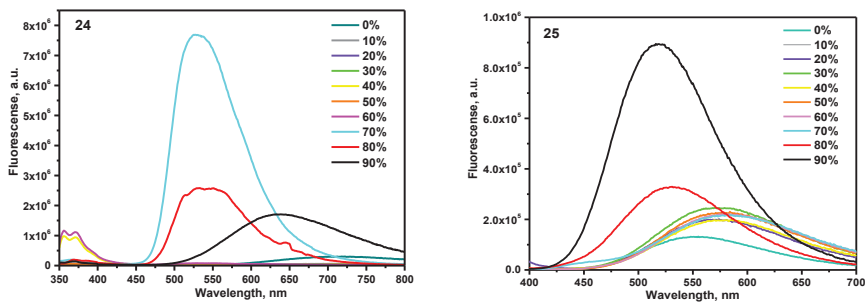 24
Fluorescense, a.u.
8x10⁶
7x10⁶
6x10⁶
5x10⁶
4x10⁶
3x10⁶
2x10⁶
1x10⁶
0
350 400 450 500 550 600 650 700 750 800
Wavelength, nm
0%
10%
20%
30%
40%
50%
60%
70%
80%
90%
25
Fluorescense, a.u.
1.0x10⁶
8.0x10⁵
6.0x10⁵
4.0x10⁵
2.0x10⁵
0.0
400 450 500 550 600 650 700
Wavelength, nm
0%
10%
20%
30%
40%
50%
60%
70%
80%
90%